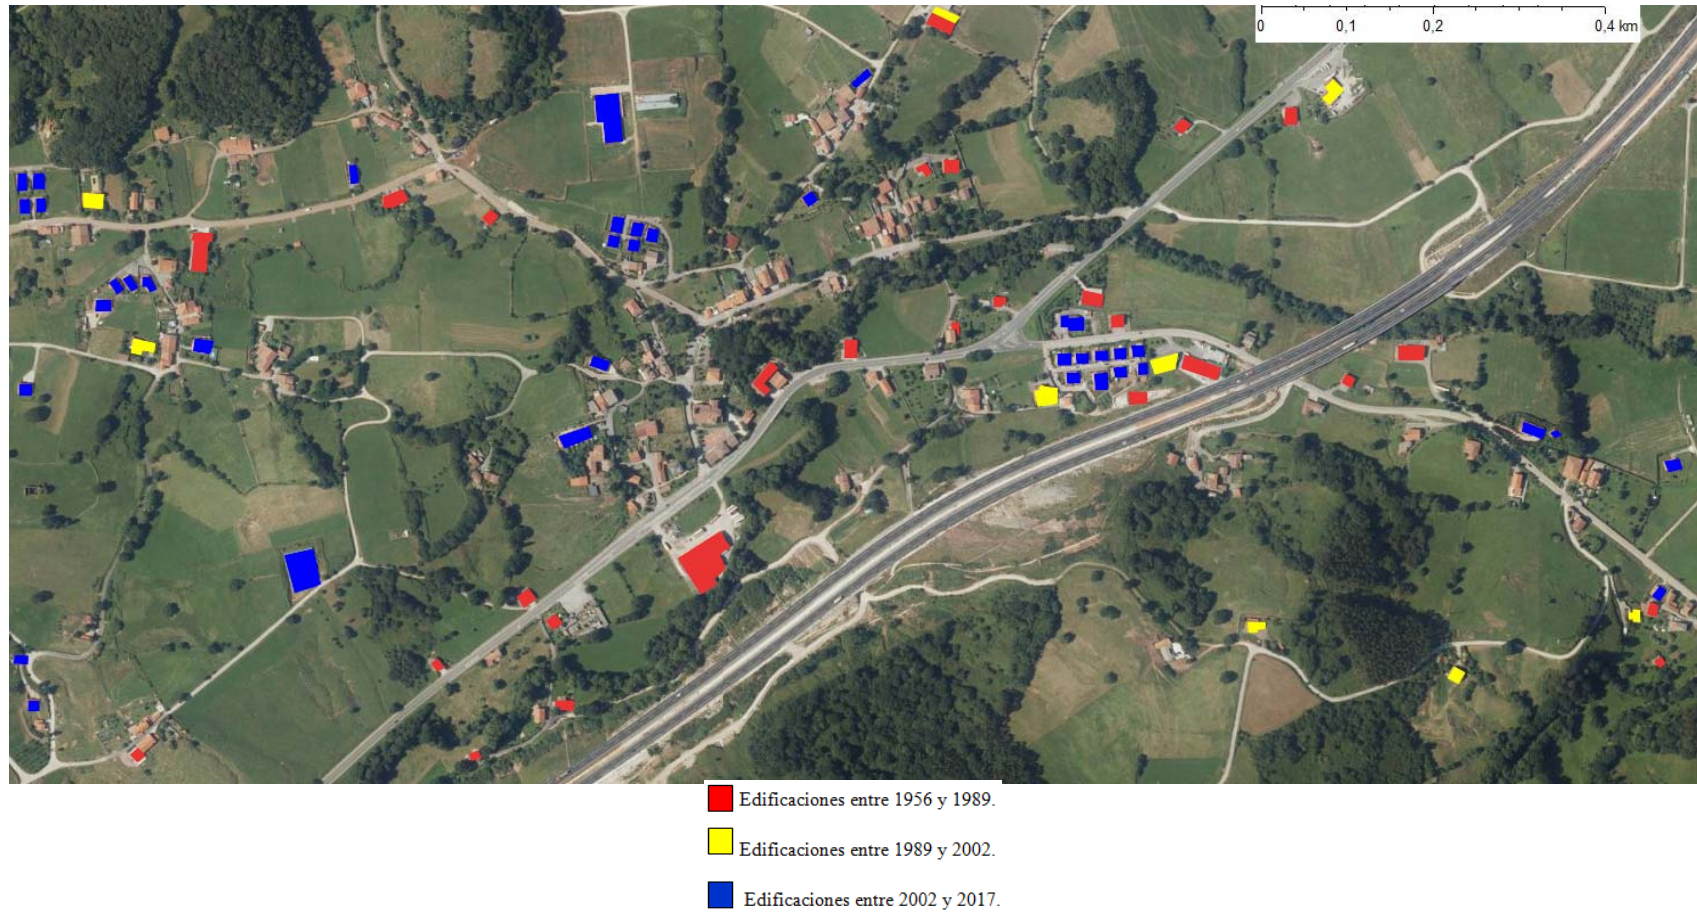 0 0,1 0,2 0,4 km
Edificaciones entre 1956 y 1989.
Edificaciones entre 1989 y 2002.
Edificaciones entre 2002 y 2017.